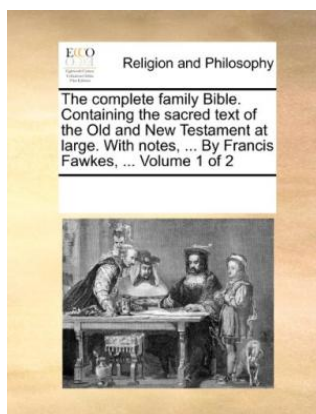 ECCO
Religion and Philosophy
The complete family Bible.
Containing the sacred text of
the Old and New Testament at
large. With notes, ... By Francis
Fawkes, ... Volume 1 of 2